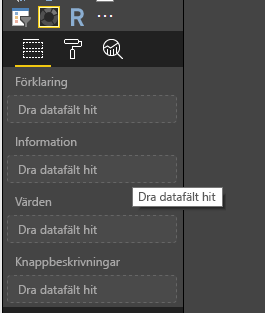 R ...
Förklaring
Dra datafält hit
Information
Dra datafält hit
Dra datafält hit
Värden
Dra datafält hit
Knappbeskrivningar
Dra datafält hit